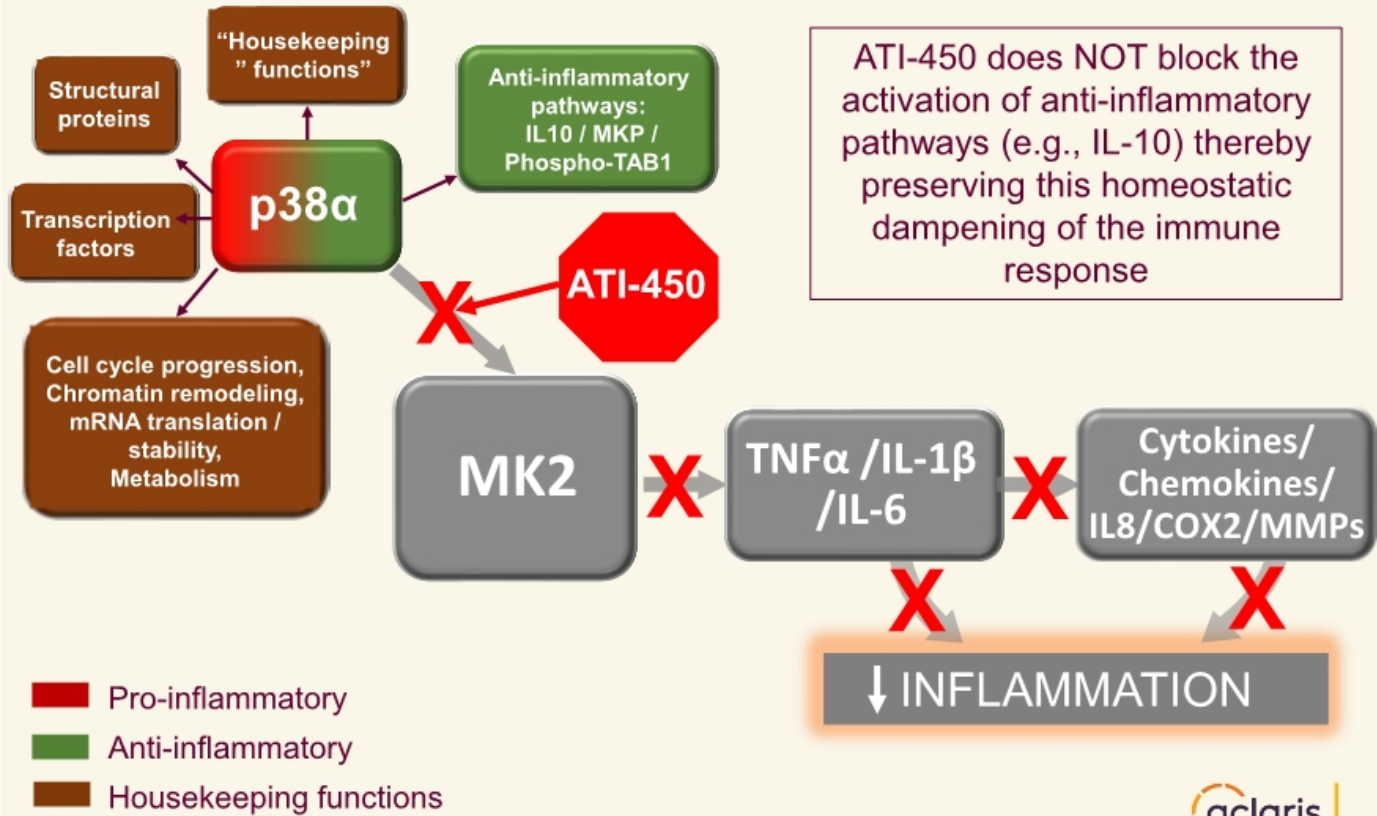 “Housekeeping
” functions”
Structural
proteins
Anti-inflammatory
pathways:
IL10 / MKP /
Phospho-TAB1
ATI-450 does NOT block the
activation of anti-inflammatory
pathways (e.g., IL-10) thereby
preserving this homeostatic
dampening of the immune
response
p38α
Transcription
factors
ATI-450
X
Cell cycle progression,
Chromatin remodeling,
mRNA translation /
stability,
Metabolism
MK2
X
TNFα /IL-1β
/IL-6
X
Cytokines/
Chemokines/
IL8/COX2/MMPs
X
X
↓ INFLAMMATION
Pro-inflammatory
Anti-inflammatory
Housekeeping functions
aclaris